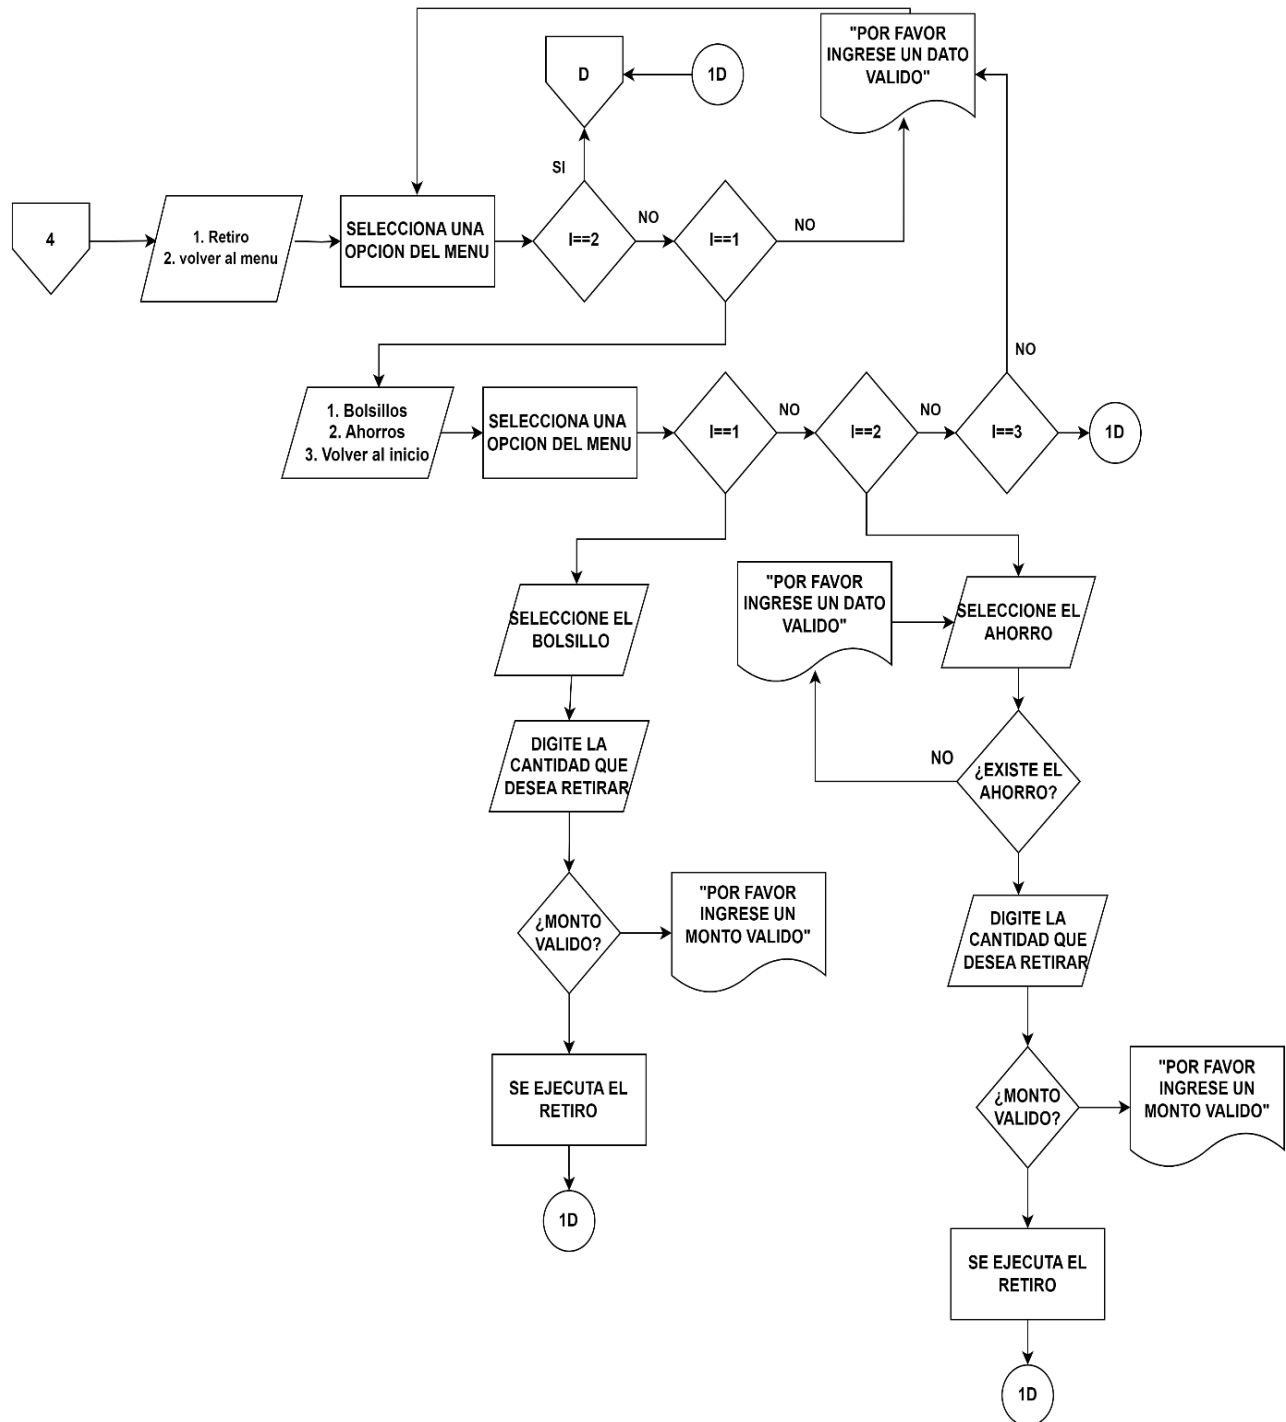 "POR FAVOR
INGRESE UN DATO
VALIDO"
D
1D
SI
4
1. Retiro
2. volver al menu
SELECCIONA UNA
OPCION DEL MENU
I==2
NO
I==1
NO
NO
1. Bolsillos
2. Ahorros
3. Volver al inicio
SELECCIONA UNA
OPCION DEL MENU
I==1
NO
I==2
NO
I==3
1D
SELECCIONE EL
BOLSILLO
"POR FAVOR
INGRESE UN DATO
VALIDO"
SELECCIONE EL
AHORRO
DIGITE LA
CANTIDAD QUE
DESEA RETIRAR
NO
¿EXISTE EL
AHORRO?
¿MONTO
VALIDO?
"POR FAVOR
INGRESE UN
MONTO VALIDO"
DIGITE LA
CANTIDAD QUE
DESEA RETIRAR
SE EJECUTA EL
RETIRO
¿MONTO
VALIDO?
"POR FAVOR
INGRESE UN
MONTO VALIDO"
1D
SE EJECUTA EL
RETIRO
1D